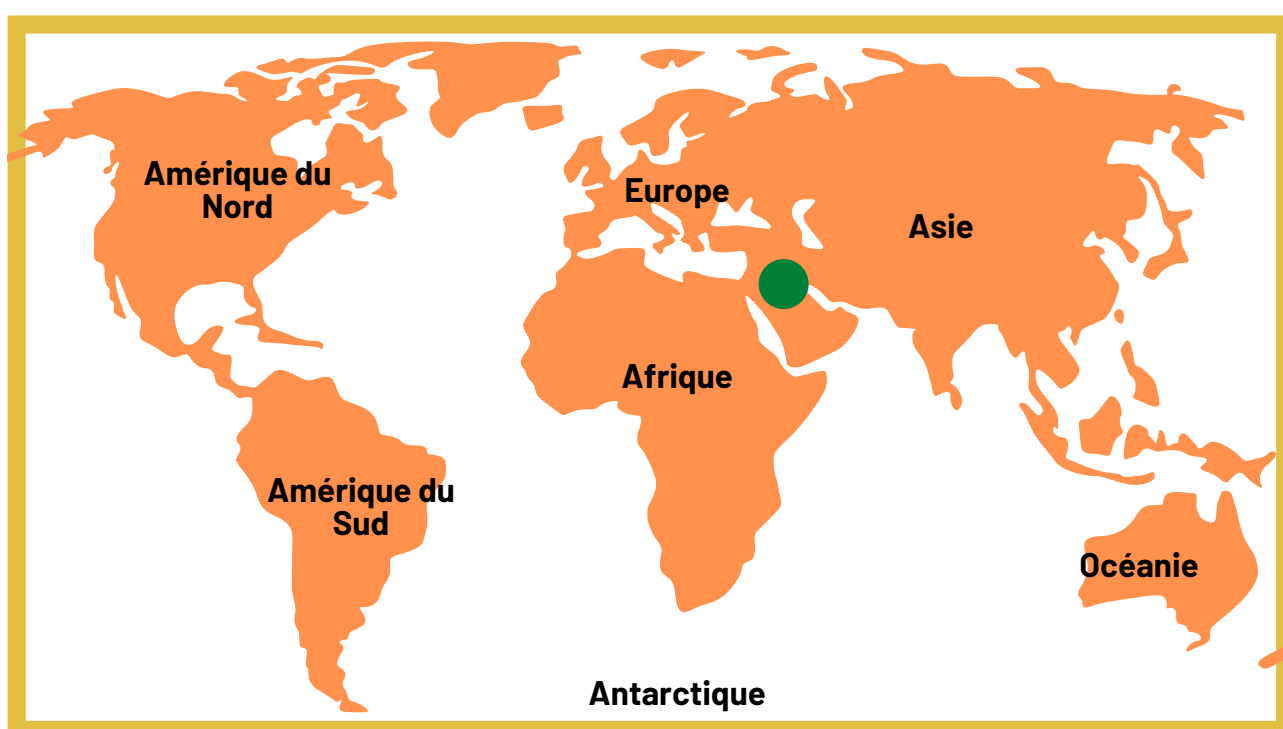 Amérique du
Nord
Europe
Asie
Afrique
Amérique du
Sud
Océanie
Antarctique